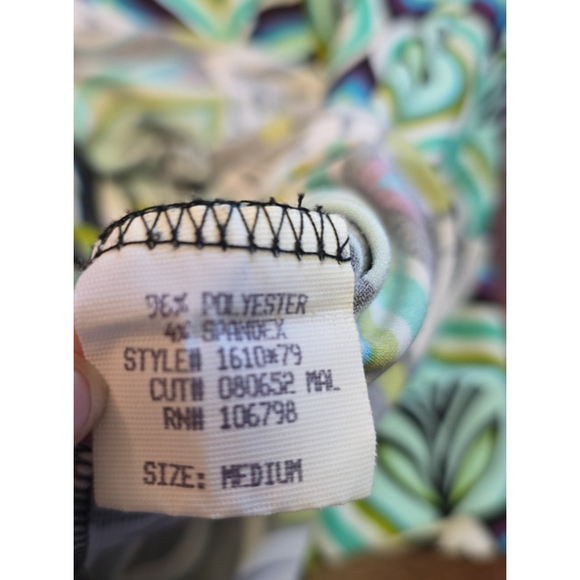 96% POLYESTER
4% SPANDEX
STYLE# 1610*79
CUT# 080652 MAL
RN# 106798
SIZE: MEDIUM